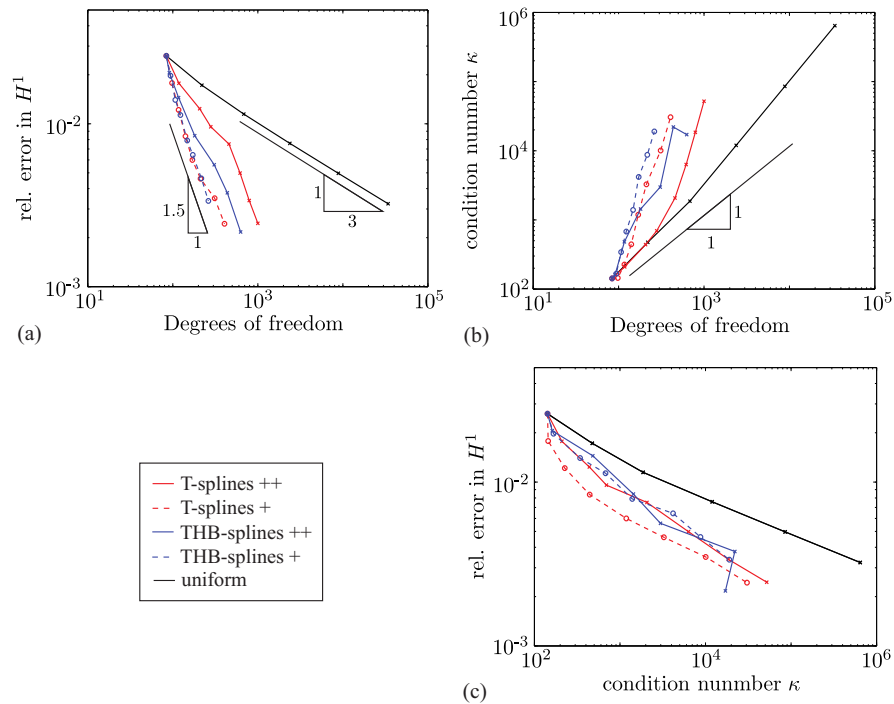 rel. error in H^1
10^-2
10^-3
1.5
1
1
3
10^1
10^3
10^5
Degrees of freedom
(a)
condition nunmber κ
10^6
10^4
10^2
1
1
10^1
10^3
10^5
Degrees of freedom
(b)
T-splines ++
T-splines +
THB-splines ++
THB-splines +
uniform
rel. error in H^1
10^-2
10^-3
10^2
10^4
10^6
condition nunmber κ
(c)